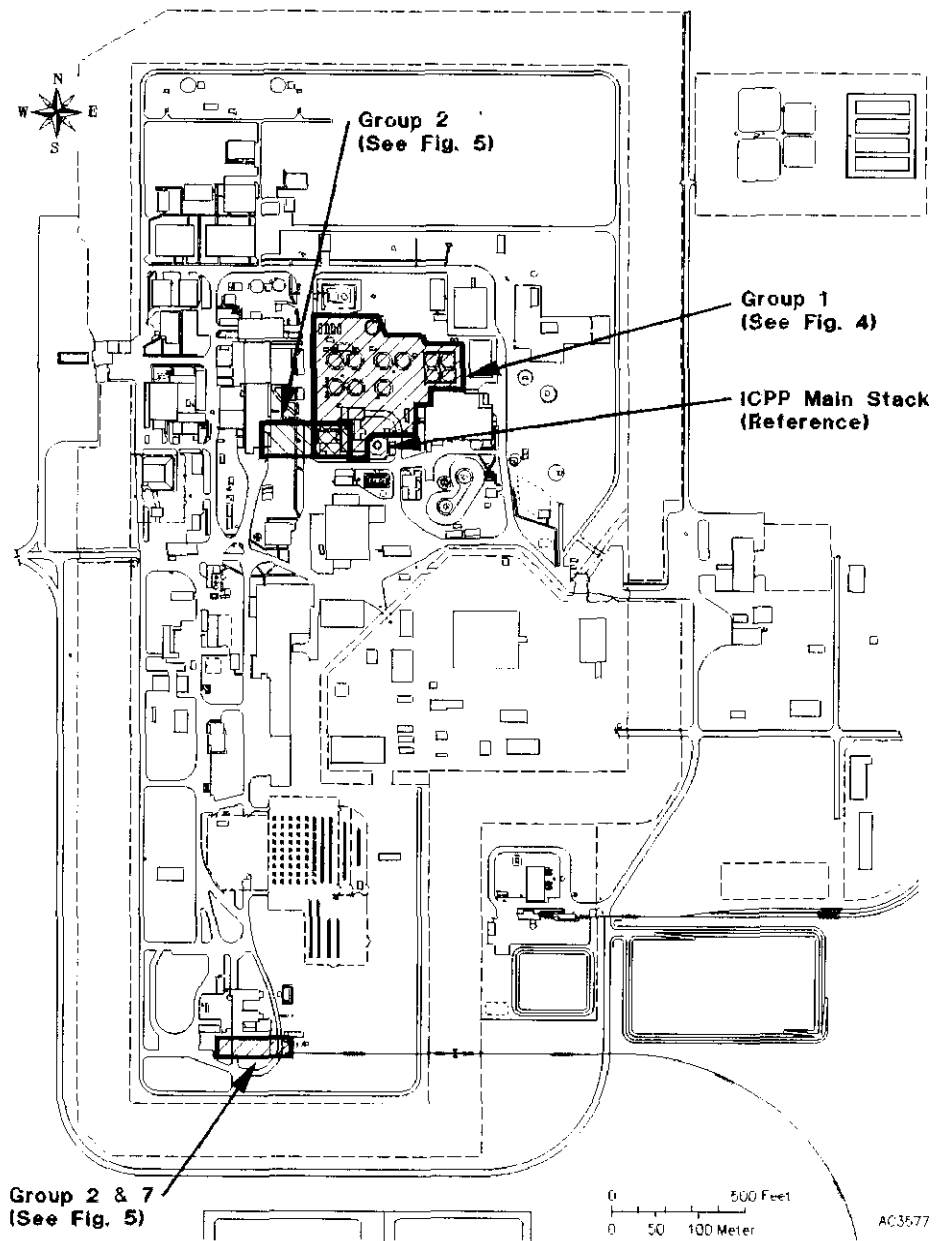 N
W E
S
Group 2
(See Fig. 5)
Group 1
(See Fig. 4)
ICPP Main Stack
(Reference)
Group 2 & 7
(See Fig. 5)
0 500 Feet
0 50 100 Meter
AC3577